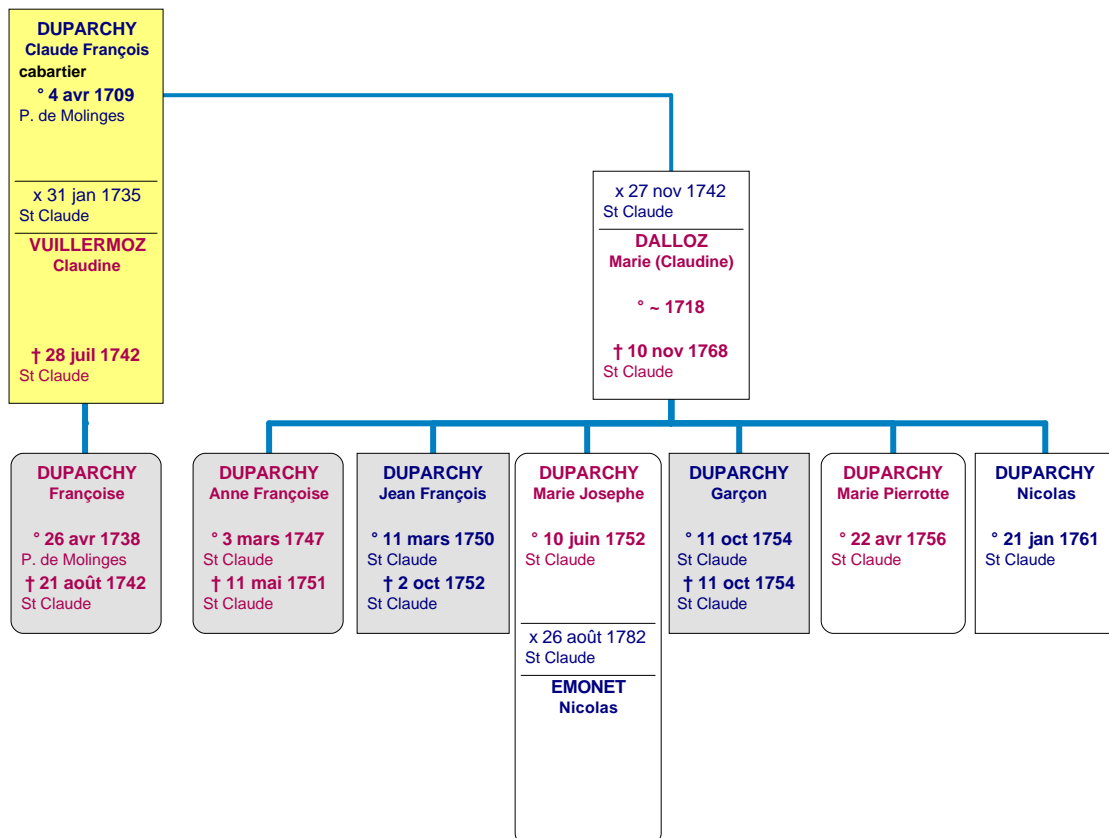 DUPARCHY
Claude François
cabartier
° 4 avr 1709
P. de Molinges
x 31 jan 1735
St Claude
VUILLERMOZ
Claudine
† 28 juil 1742
St Claude
x 27 nov 1742
St Claude
DALLOZ
Marie (Claudine)
° ~ 1718
† 10 nov 1768
St Claude
DUPARCHY
Françoise
° 26 avr 1738
P. de Molinges
† 21 août 1742
St Claude
DUPARCHY
Anne Françoise
° 3 mars 1747
St Claude
† 11 mai 1751
St Claude
DUPARCHY
Jean François
° 11 mars 1750
St Claude
† 2 oct 1752
St Claude
DUPARCHY
Marie Josephe
° 10 juin 1752
St Claude
x 26 août 1782
St Claude
EMONET
Nicolas
DUPARCHY
Garçon
° 11 oct 1754
St Claude
† 11 oct 1754
St Claude
DUPARCHY
Marie Pierrotte
° 22 avr 1756
St Claude
DUPARCHY
Nicolas
° 21 jan 1761
St Claude